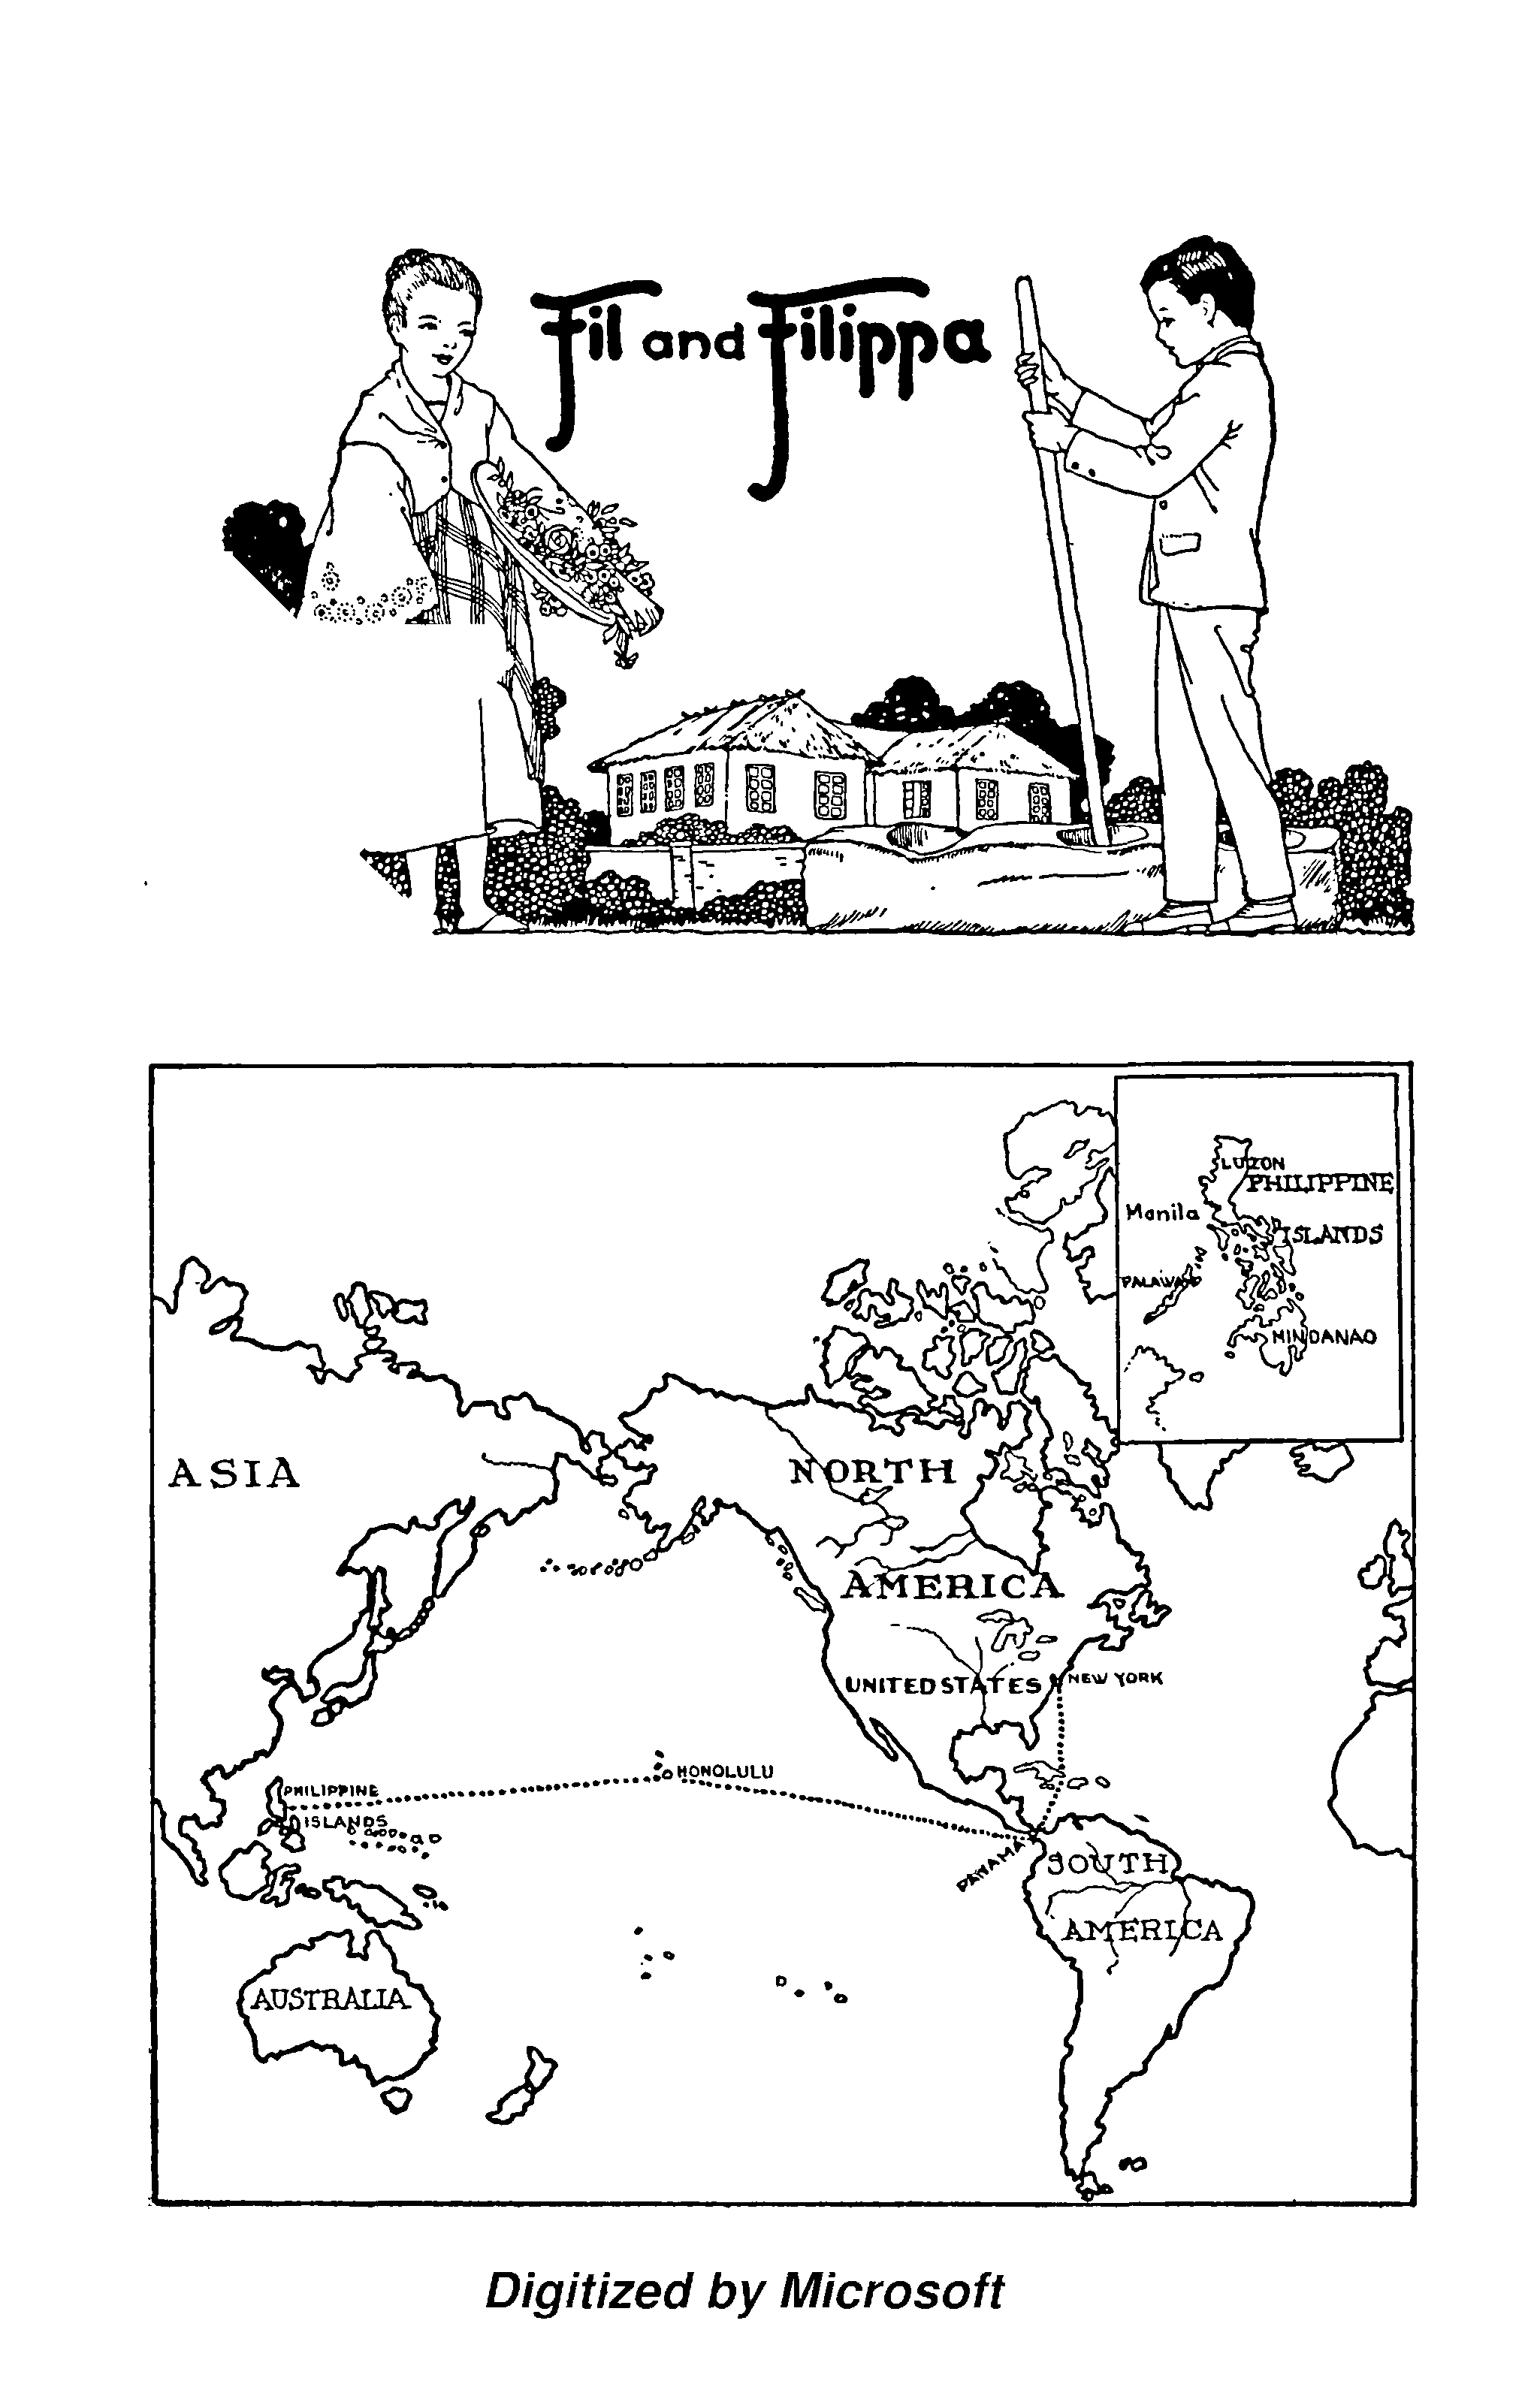 Fil and Filippa
LUZON
PHILIPPINE
Manila
ISLANDS
PALAWAN
MINDANAO
ASIA
NORTH
AMERICA
UNITED STATES
NEW YORK
HONOLULU
PHILIPPINE
ISLANDS
PANAMA
SOUTH
AMERICA
AUSTRALIA
Digitized by Microsoft